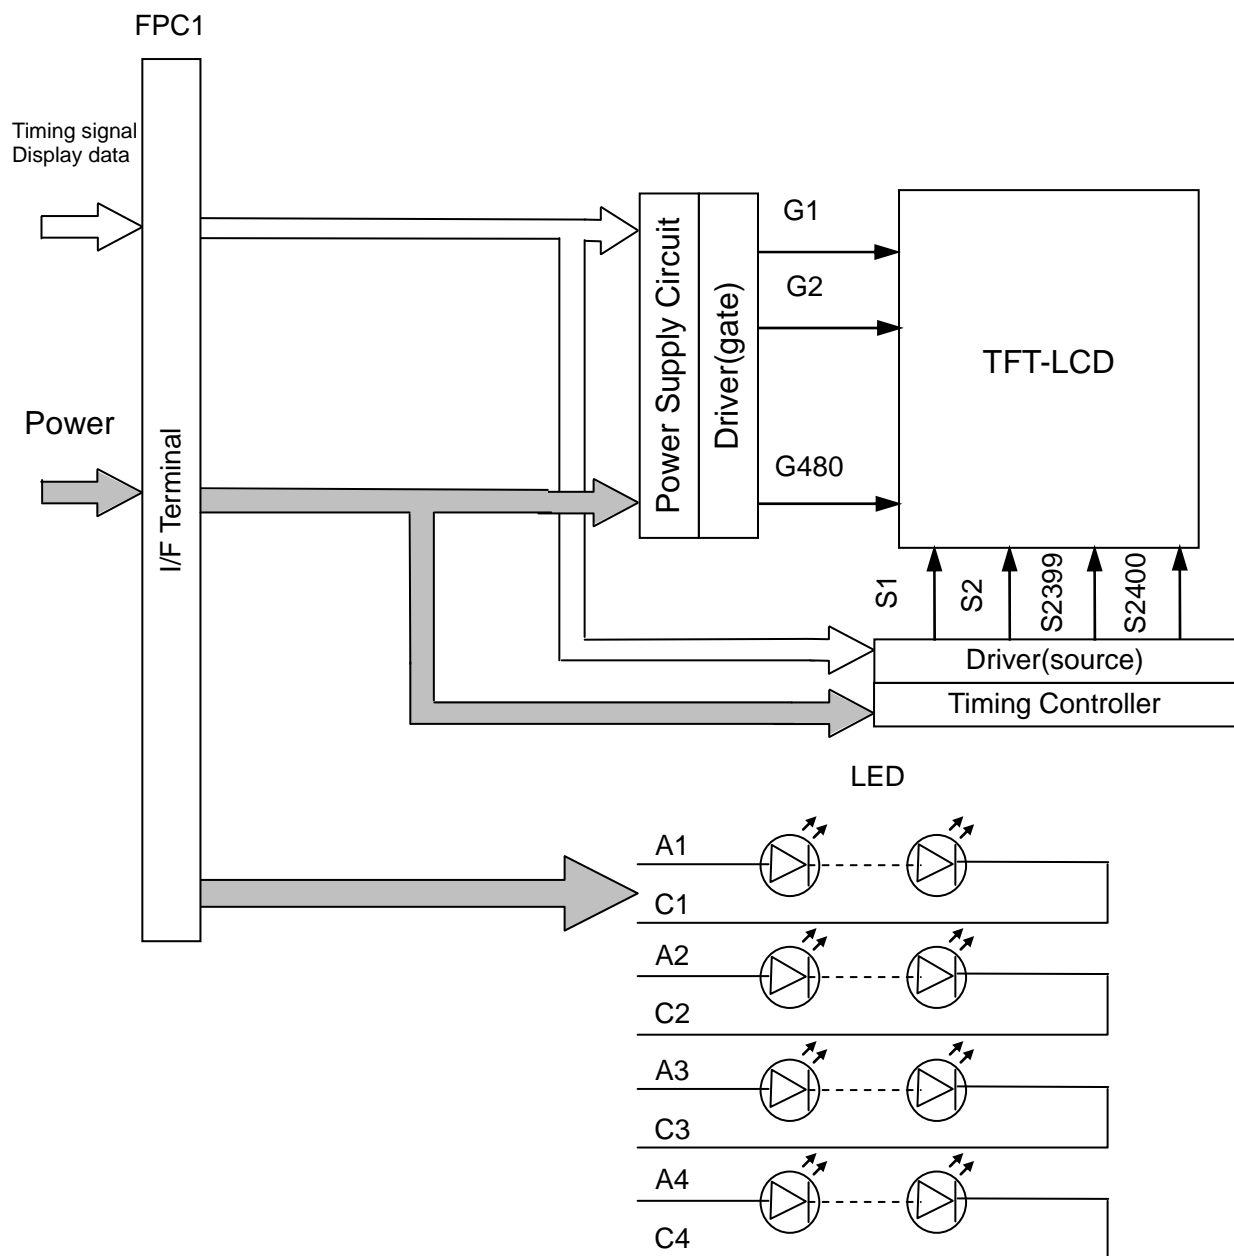 FPC1
Timing signal
Display data
Power
I/F Terminal
Power Supply Circuit
Driver(gate)
G1
G2
G480
TFT-LCD
S1
S2
S2399
S2400
Driver(source)
Timing Controller
LED
A1
C1
A2
C2
A3
C3
A4
C4